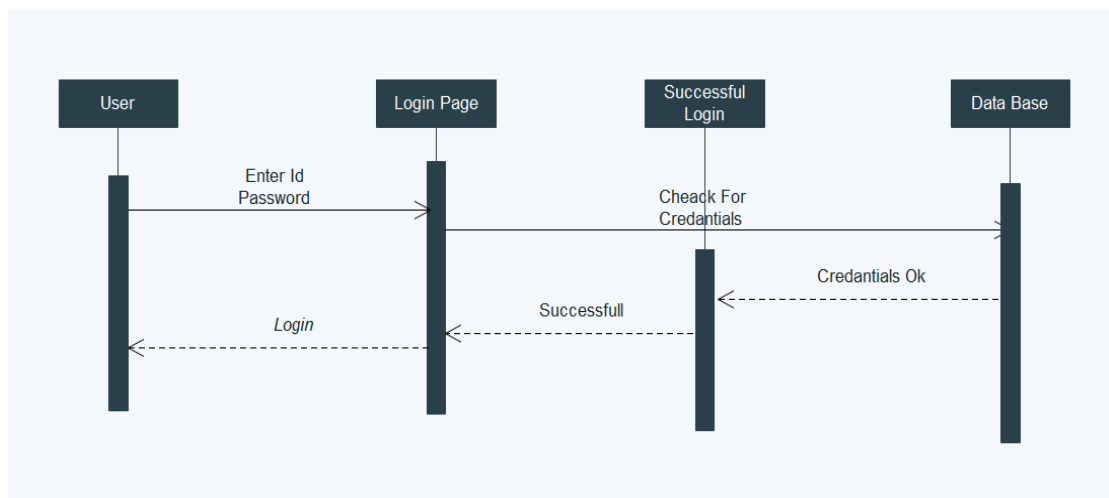 User
Login Page
Successful
Login
Data Base
Enter Id
Password
Cheack For
Credantials
Credantials Ok
Successfull
Login